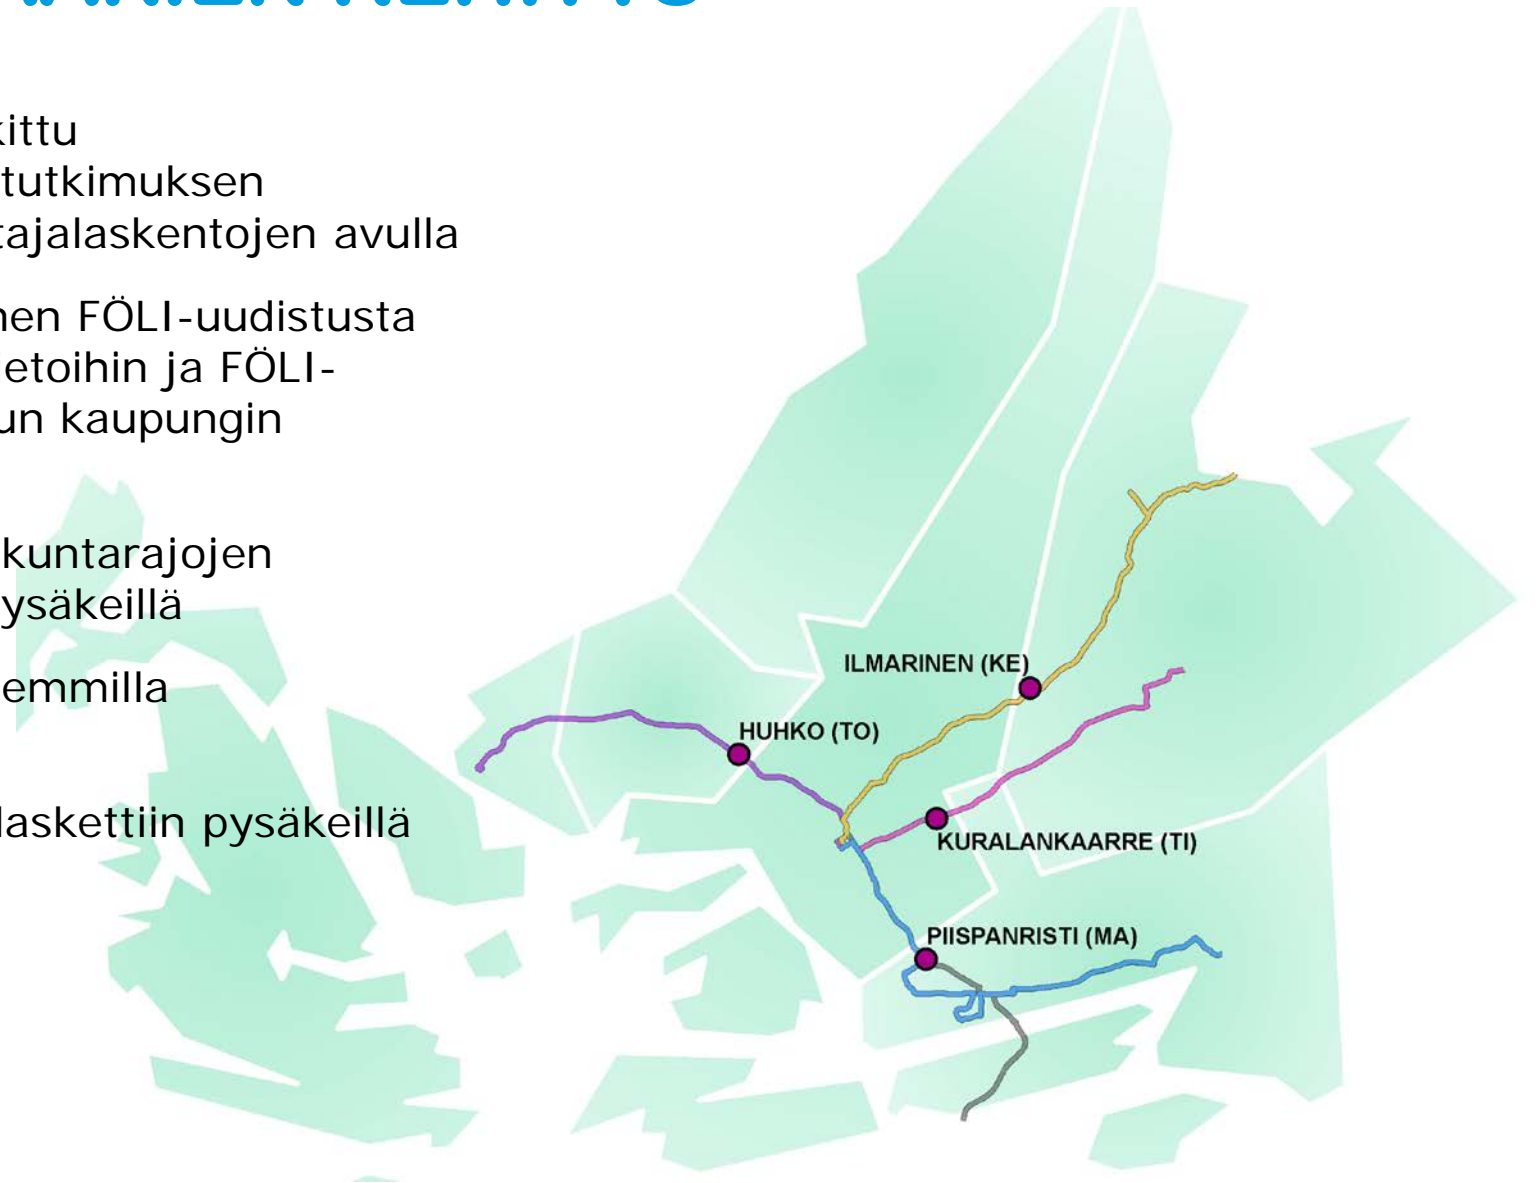 kittu
tutkimuksen
tajalaskentojen avulla
nen FÖLI-uudistusta
ietoihin ja FÖLI-
un kaupungin
kuntarajojen
ysäkeillä
emmilla
laskettiin pysäkeillä
ILMARINEN (KE)
HUHKO (TO)
KURALANKAARRE (TI)
PIISPANRISTI (MA)